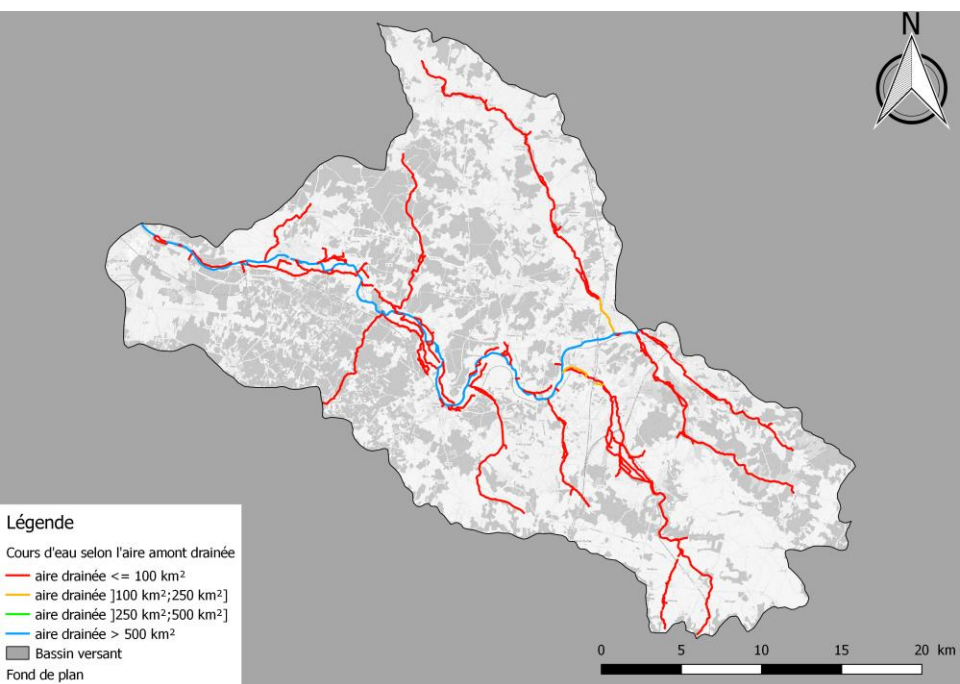 N
Légende
Cours d'eau selon l'aire amont drainée
aire drainée <= 100 km²
aire drainée ]100 km²;250 km²]
aire drainée ]250 km²;500 km²]
aire drainée > 500 km²
Bassin versant
Fond de plan
0 5 10 15 20 km